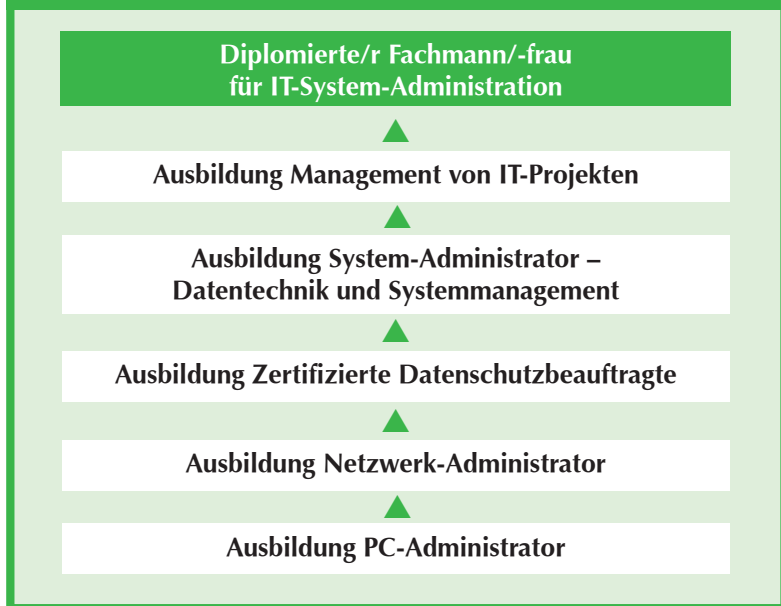 Diplomierte/r Fachmann/-frau
für IT-System-Administration
Ausbildung Management von IT-Projekten
Ausbildung System-Administrator –
Datentechnik und Systemmanagement
Ausbildung Zertifizierte Datenschutzbeauftragte
Ausbildung Netzwerk-Administrator
Ausbildung PC-Administrator